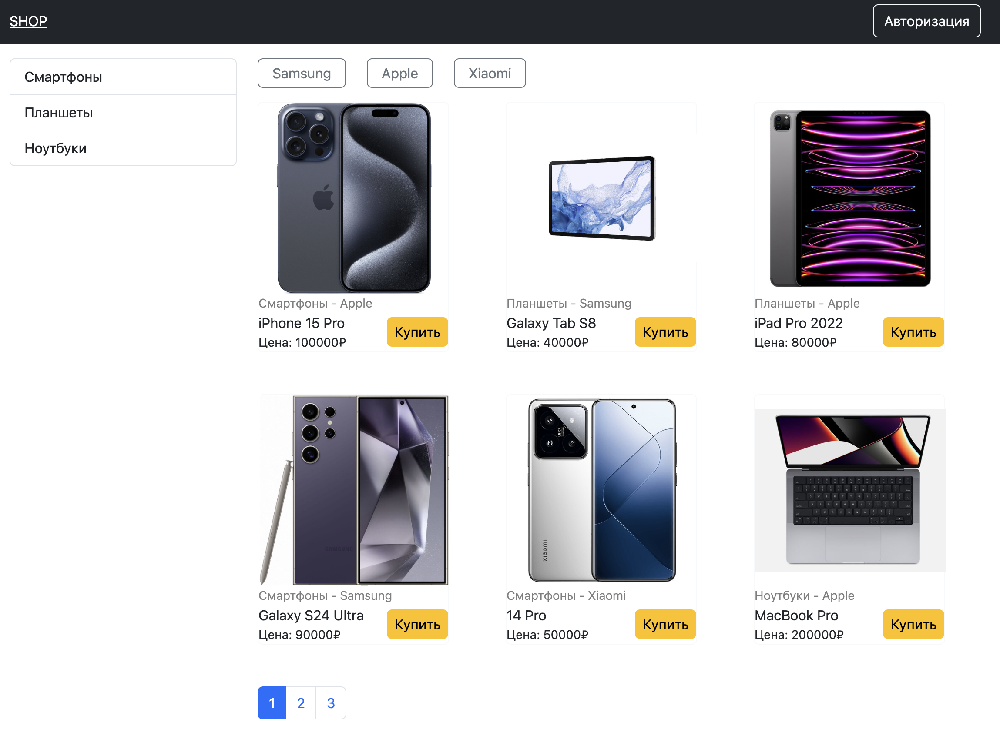 SHOP
Авторизация
Смартфоны
Планшеты
Ноутбуки
Samsung
Apple
Xiaomi
Смартфоны - Apple
iPhone 15 Pro
Цена: 100000₽
Купить
Планшеты - Samsung
Galaxy Tab S8
Цена: 40000₽
Купить
Планшеты - Apple
iPad Pro 2022
Цена: 80000₽
Купить
SAMSUNG
Смартфоны - Samsung
Galaxy S24 Ultra
Цена: 90000₽
Купить
LEICA
xiaomi
Смартфоны - Xiaomi
14 Pro
Цена: 50000₽
Купить
Ноутбуки - Apple
MacBook Pro
Цена: 200000₽
Купить
1
2
3